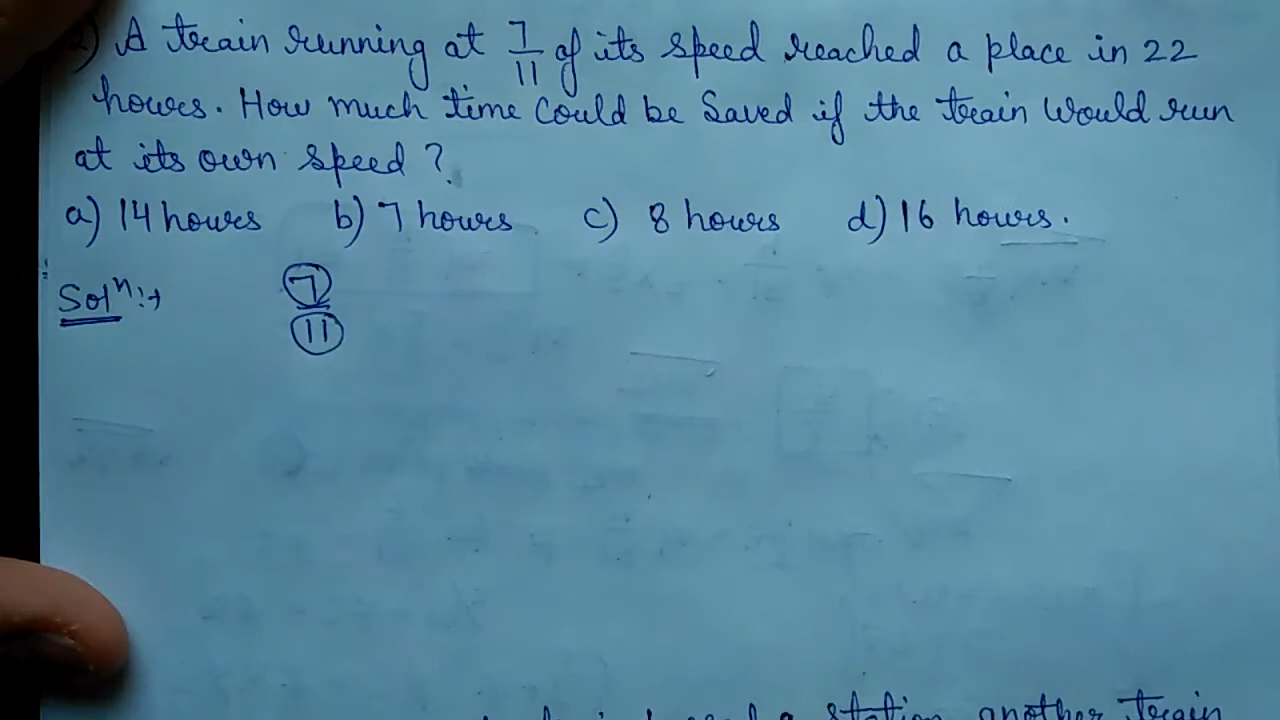 A train running at 7/11 of its speed reached a place in 22
hours. How much time could be saved if the train would run
at its own speed ?
a) 14 hours b) 7 hours c) 8 hours d) 16 hours.
Solⁿ:→
7
11
station another train